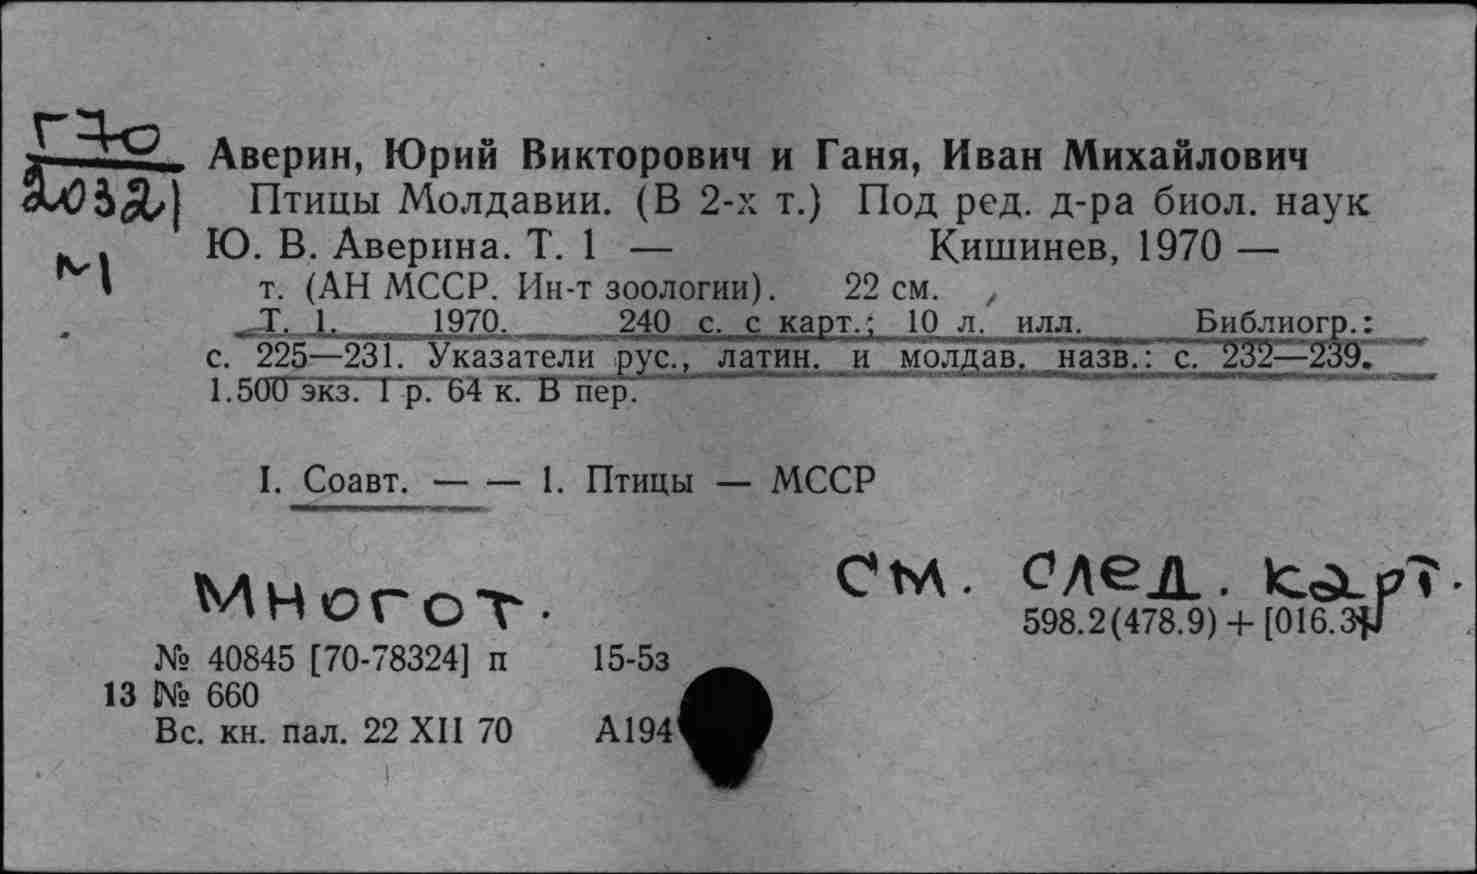 Г70
20321
М
Аверин, Юрий Викторович и Ганя, Иван Михайлович
Птицы Молдавии. (В 2-х т.) Под ред. д-ра биол. наук
Ю. В. Аверина. Т. 1 — Кишинев, 1970 —
т. (АН МССР. Ин-т зоологии). 22 см.
Т. 1. 1970. 240 с. с карт.; 10 л. илл. Библиогр.:
с. 225—231. Указатели рус., латин. и молдав. назв.: с. 232—239.
1.500 экз. 1 р. 64 к. В пер.
I. Соавт. — — 1. Птицы — МССР
Многот.
См. след. карт.
598.2(478.9) + [016.3]
№ 40845 [70-78324] п 15-5з
13 № 660
Вс. кн. пал. 22 XII 70 А194